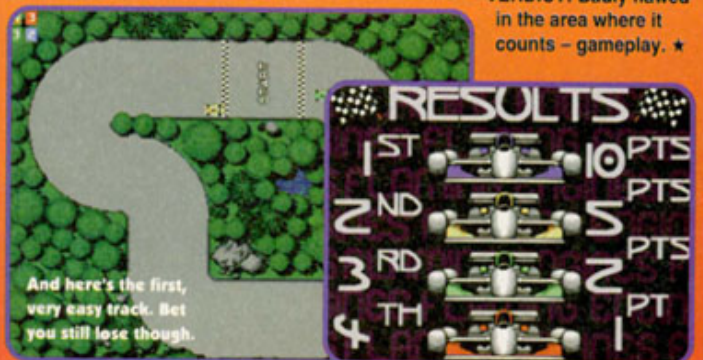 in the area where it
counts – gameplay. ★
And here's the first,
very easy track. Bet
you still lose though.
RESULTS
1ST 10PTS
2ND 5PTS
3RD 2PTS
4TH 1PT